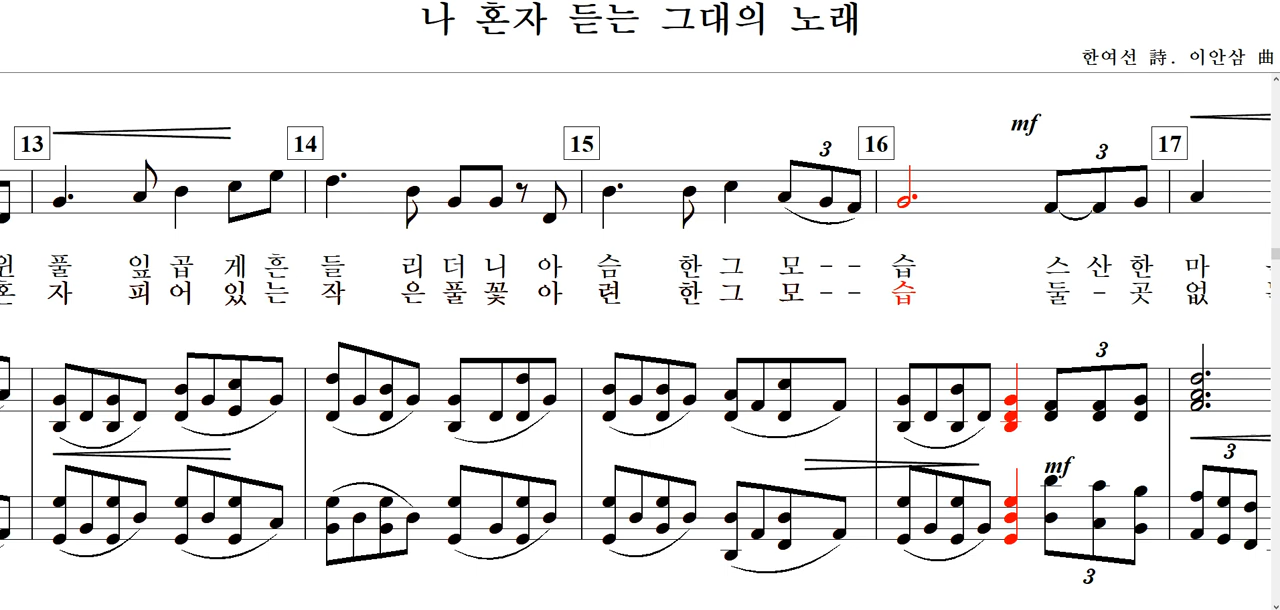 나 혼자 듣는 그대의 노래
한여선 詩. 이안삼 曲
mf
13 14 15 16 17
3 3
풀 잎 곱 게 흔 들 리 더 니 아 슴 한 그 모 - - 습 스 산 한 마
혼 자 피 어 있 는 작 은 풀 꽃 아 련 한 그 모 - - 습 둘 - 곳 없
3
mf
3
3